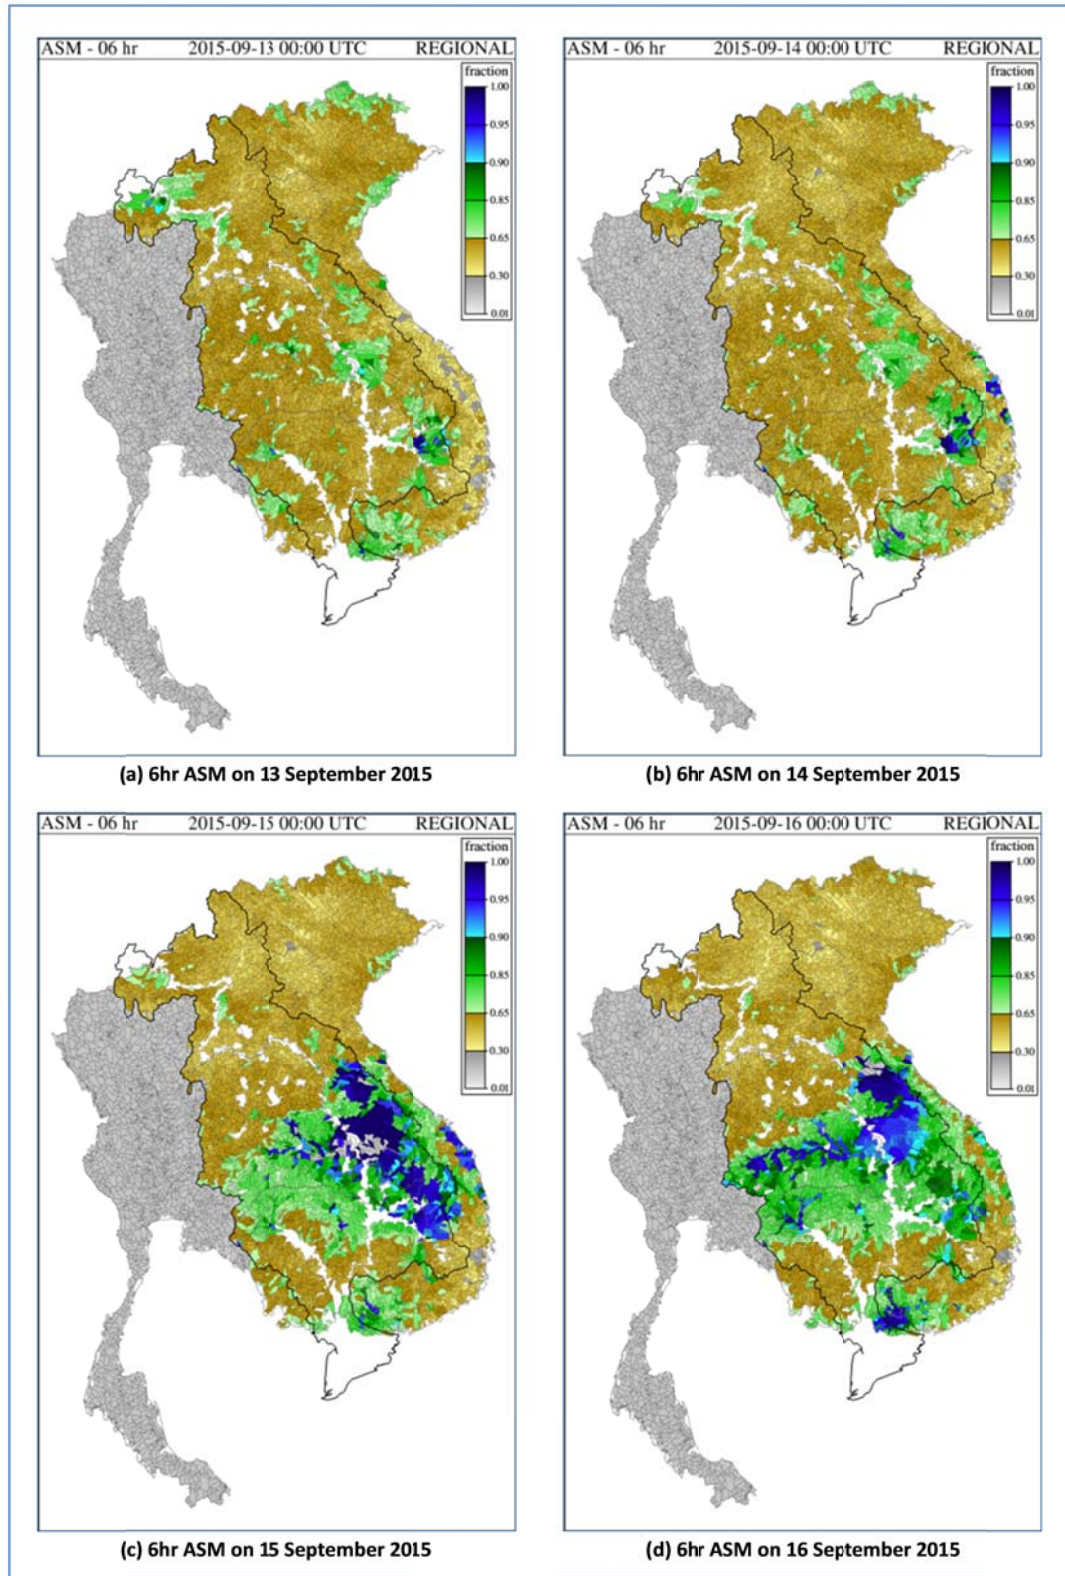 ASM - 06 hr 2015-09-13 00:00 UTC REGIONAL
fraction
1.00
0.95
0.90
0.85
0.65
0.30
0.01
(a) 6hr ASM on 13 September 2015
ASM - 06 hr 2015-09-14 00:00 UTC REGIONAL
fraction
1.00
0.95
0.90
0.85
0.65
0.30
0.01
(b) 6hr ASM on 14 September 2015
ASM - 06 hr 2015-09-15 00:00 UTC REGIONAL
fraction
1.00
0.95
0.90
0.85
0.65
0.30
0.01
(c) 6hr ASM on 15 September 2015
ASM - 06 hr 2015-09-16 00:00 UTC REGIONAL
fraction
1.00
0.95
0.90
0.85
0.65
0.30
0.01
(d) 6hr ASM on 16 September 2015